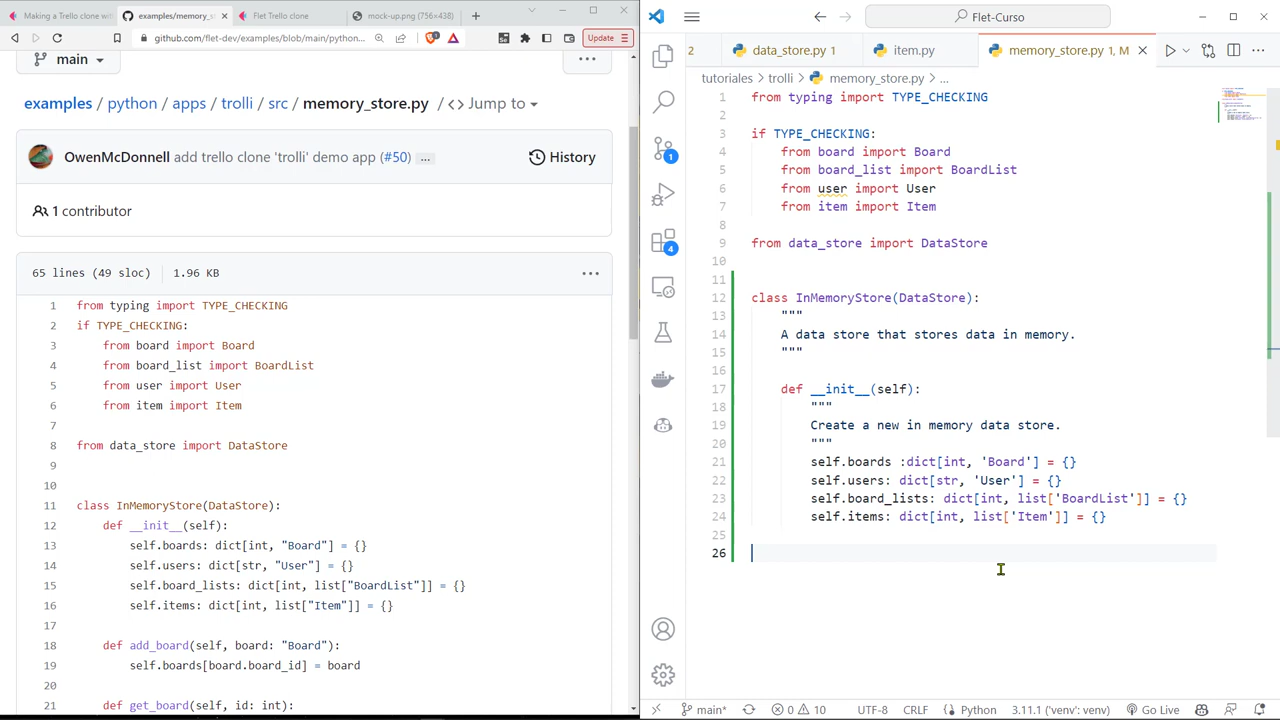 Making a Trello clone with
examples/memory_s
Trello clone
mockup.png (756×438)
github.com/flet-dev/examples/blob/main/python...
Update
main
examples / python / apps / trolli / src / memory_store.py / <> Jump to
OwenMcDonnell add trello clone 'trolli' demo app (#50) ...
History
1 contributor
65 lines (49 sloc) 1.96 KB
1 from typing import TYPE_CHECKING
2 if TYPE_CHECKING:
3 from board import Board
4 from board_list import BoardList
5 from user import User
6 from item import Item
7
8 from data_store import DataStore
9
10
11 class InMemoryStore(DataStore):
12 def __init__(self):
13 self.boards: dict[int, "Board"] = {}
14 self.users: dict[str, "User"] = {}
15 self.board_lists: dict[int, list["BoardList"]] = {}
16 self.items: dict[int, list["Item"]] = {}
17
18 def add_board(self, board: "Board"):
19 self.boards[board.board_id] = board
20
21 def get_board(self, id: int):
Flet-Curso
2
data_store.py 1
item.py
memory_store.py 1, M
tutoriales > trolli > memory_store.py > ...
1 from typing import TYPE_CHECKING
2
3 if TYPE_CHECKING:
4 from board import Board
5 from board_list import BoardList
6 from user import User
7 from item import Item
8
9 from data_store import DataStore
10
11
12 class InMemoryStore(DataStore):
13 """
14 A data store that stores data in memory.
15 """
16
17 def __init__(self):
18 """
19 Create a new in memory data store.
20 """
21 self.boards :dict[int, 'Board'] = {}
22 self.users: dict[str, 'User'] = {}
23 self.board_lists: dict[int, list['BoardList']] = {}
24 self.items: dict[int, list['Item']] = {}
25
26
1
4
main*
0 10
UTF-8
CRLF
Python
3.11.1 ('venv': venv)
Go Live